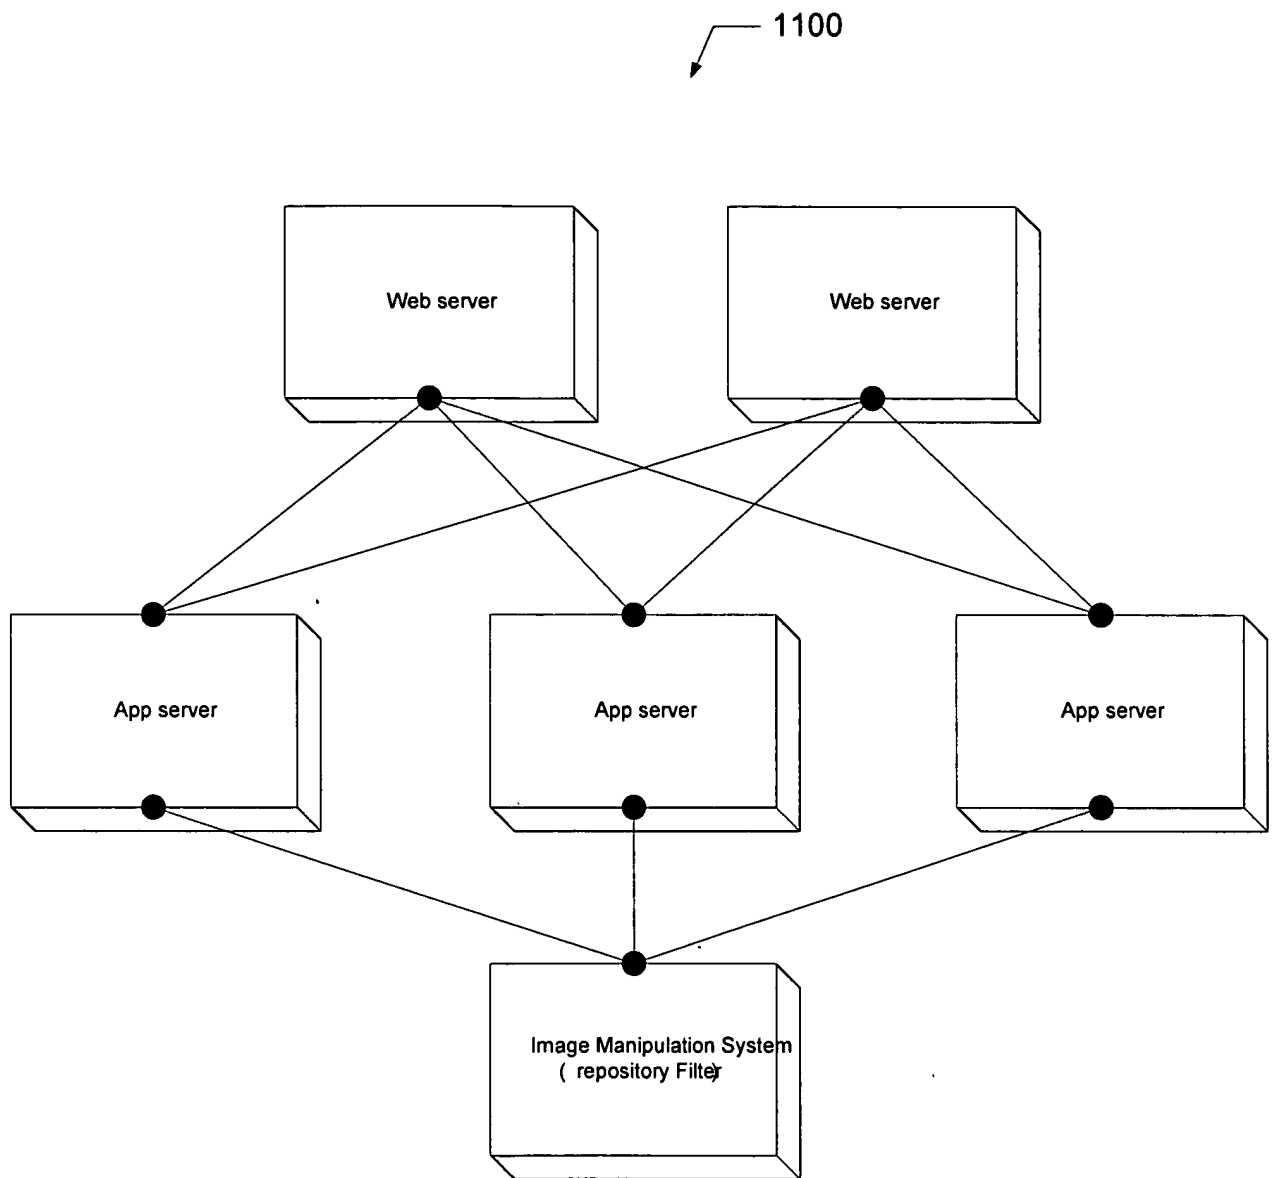 1100
Web server
Web server
App server
App server
App server
Image Manipulation System
( repository Filter)